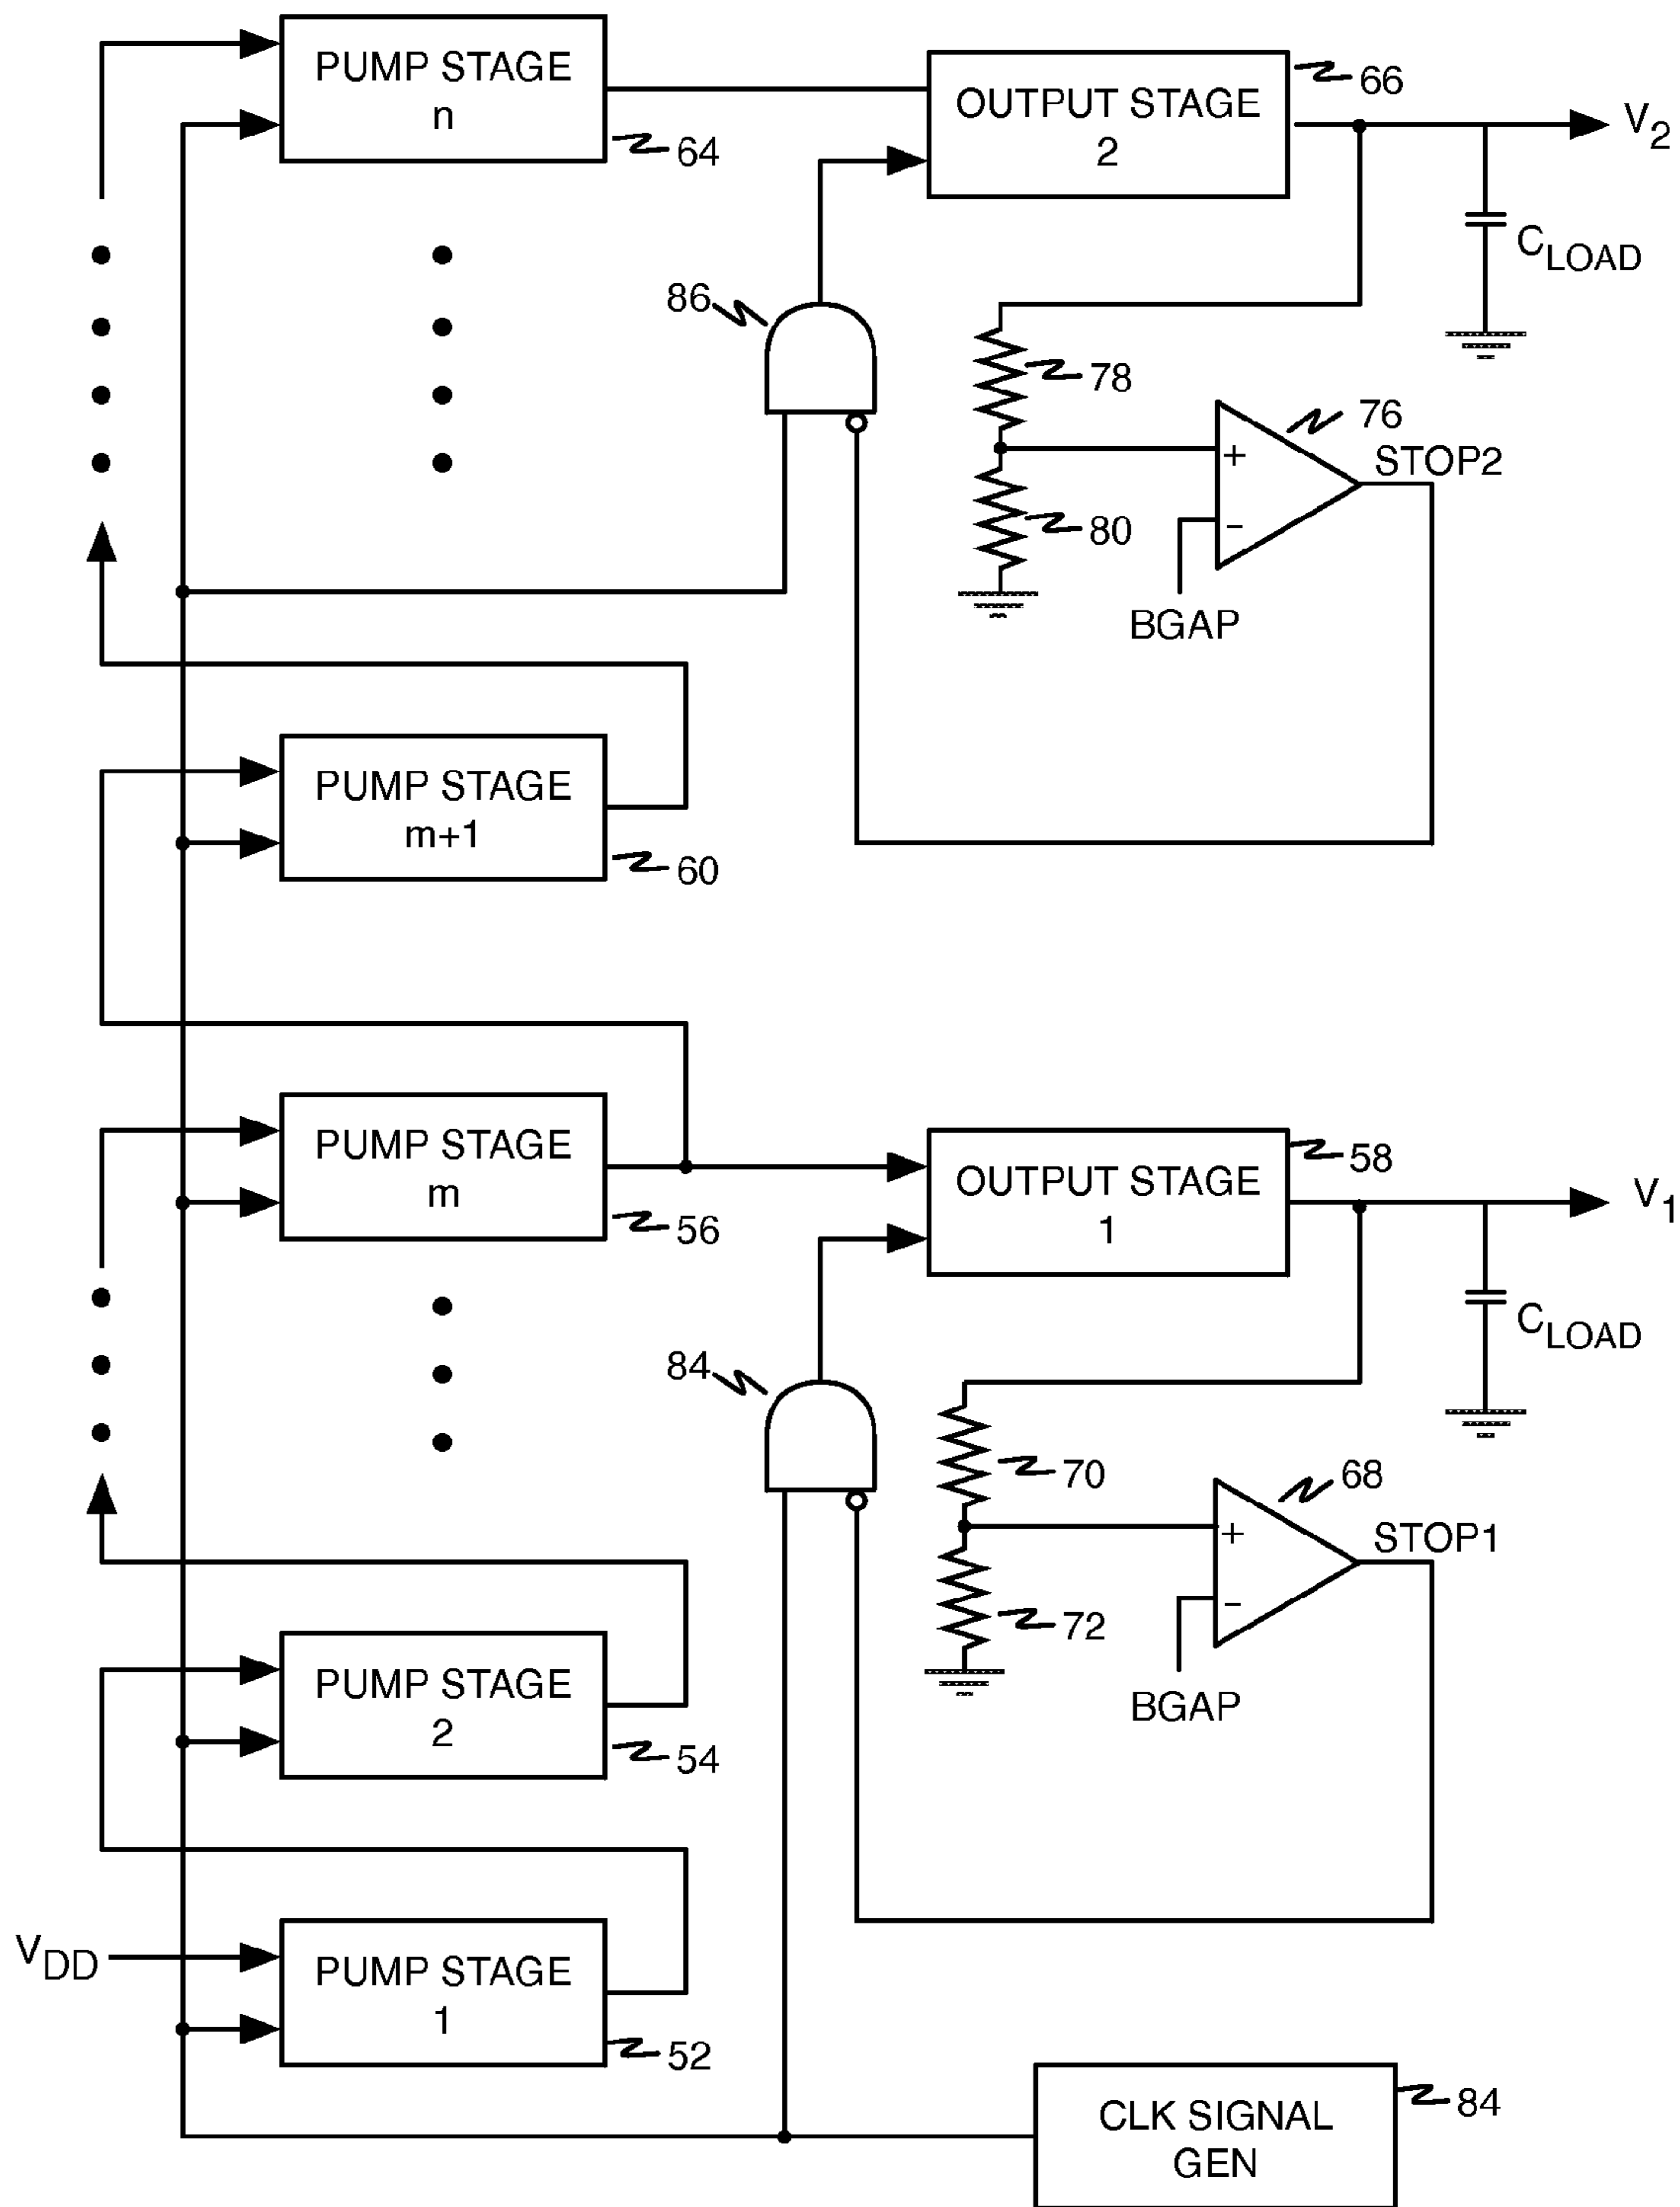 PUMP STAGE
n
64
OUTPUT STAGE
2
66
V2
CLOAD
86
78
76
STOP2
+
80
-
BGAP
PUMP STAGE
m+1
60
PUMP STAGE
m
56
OUTPUT STAGE
1
58
V1
CLOAD
84
70
68
STOP1
+
72
-
BGAP
PUMP STAGE
2
54
VDD
PUMP STAGE
1
52
CLK SIGNAL
GEN
84